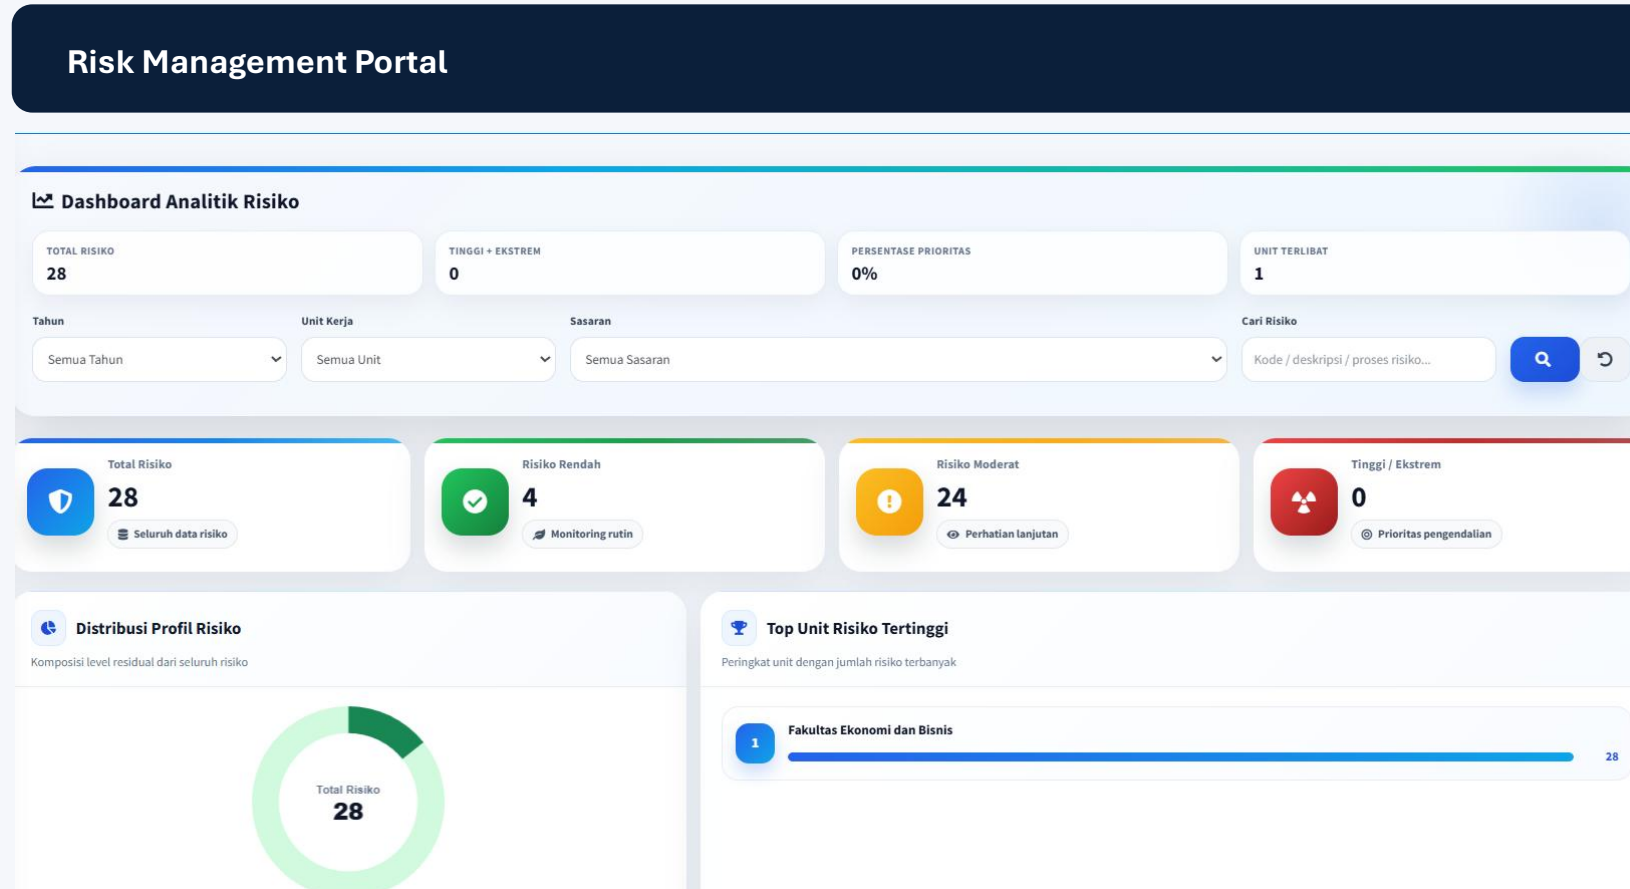 Risk Management Portal
Dashboard Analitik Risiko
TOTAL RISIKO
28
TINGGI + EKSTREM
0
PERSENTASE PRIORITAS
0%
UNIT TERLIBAT
1
Tahun
Semua Tahun
Unit Kerja
Semua Unit
Sasaran
Semua Sasaran
Cari Risiko
Kode / deskripsi / proses risiko...
Total Risiko
28
Seluruh data risiko
Risiko Rendah
4
Monitoring rutin
Risiko Moderat
24
Perhatian lanjutan
Tinggi / Ekstrem
0
Prioritas pengendalian
Distribusi Profil Risiko
Komposisi level residual dari seluruh risiko
Total Risiko
28
Top Unit Risiko Tertinggi
Peringkat unit dengan jumlah risiko terbanyak
1
Fakultas Ekonomi dan Bisnis
28